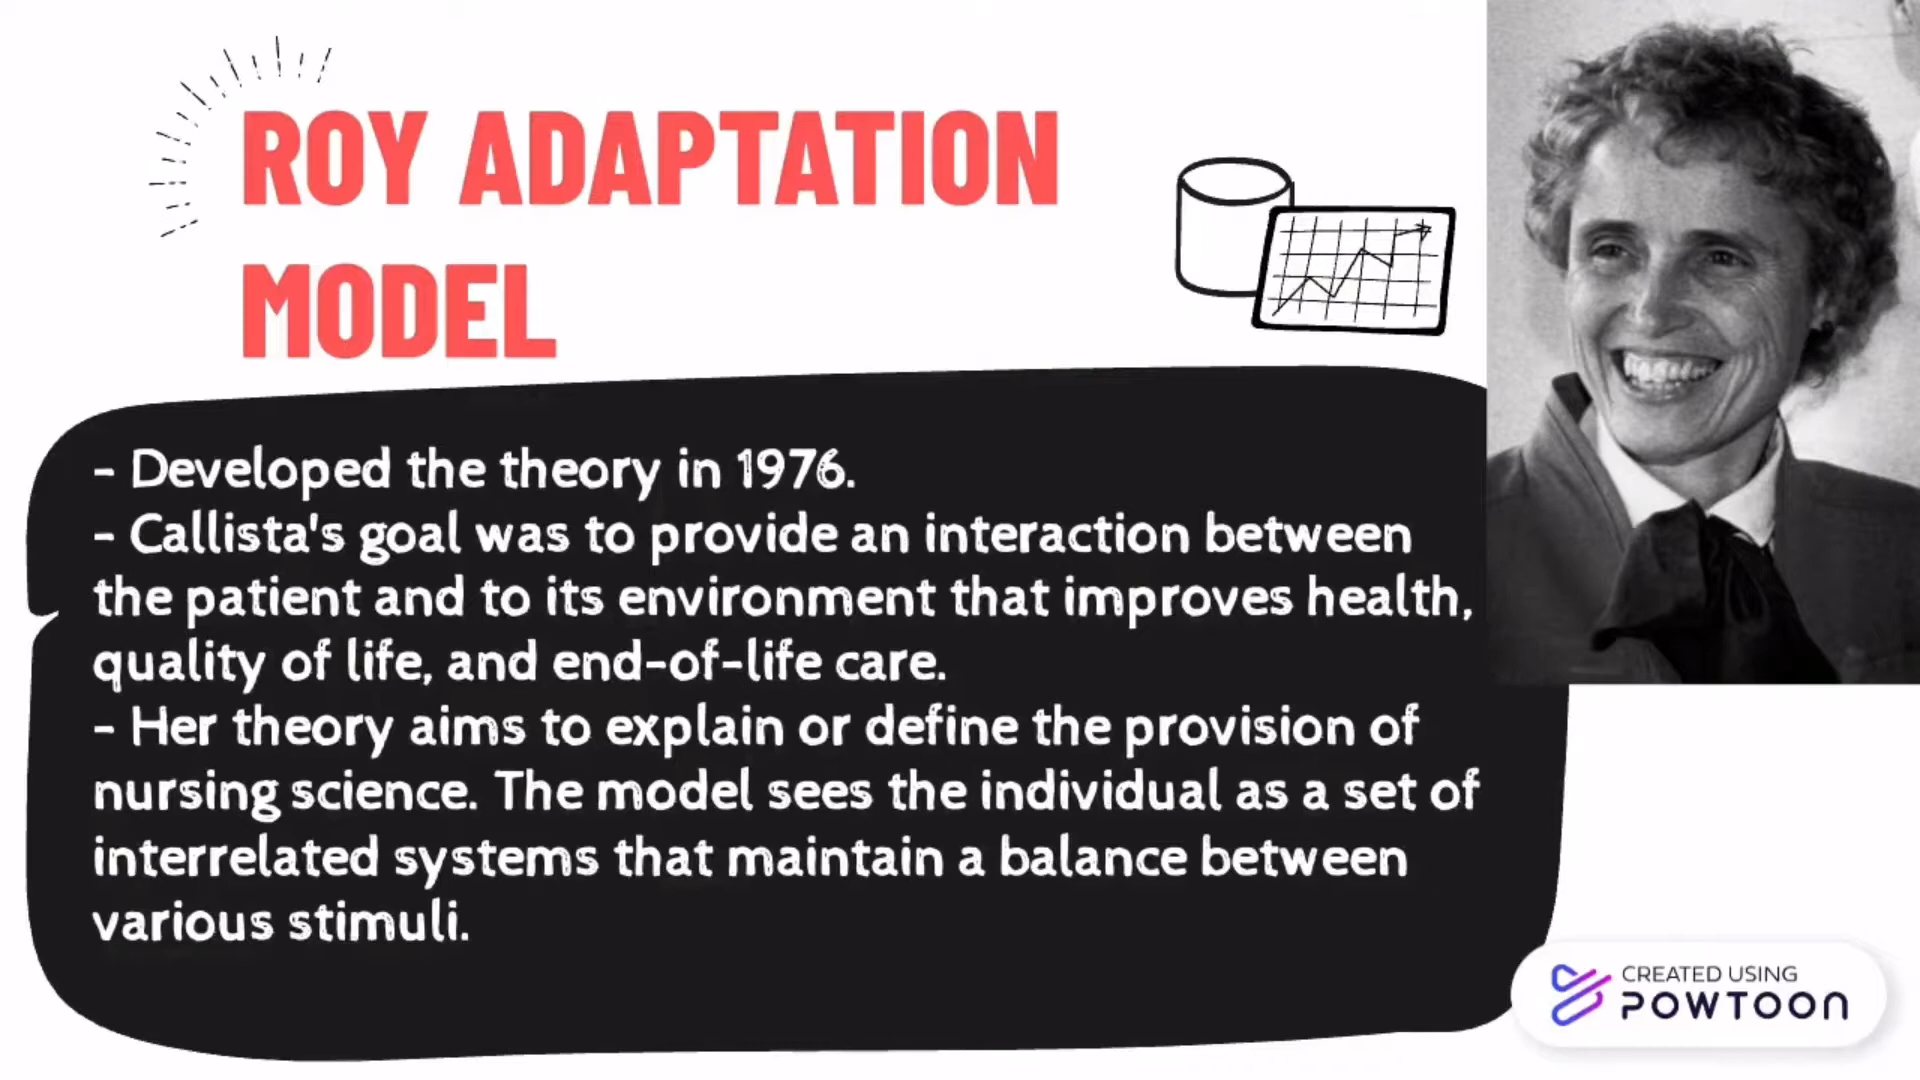 ROY ADAPTATION
MODEL
- Developed the theory in 1976.
- Callista's goal was to provide an interaction between
the patient and to its environment that improves health,
quality of life, and end-of-life care.
- Her theory aims to explain or define the provision of
nursing science. The model sees the individual as a set of
interrelated systems that maintain a balance between
various stimuli.
CREATED USING
POWTOON